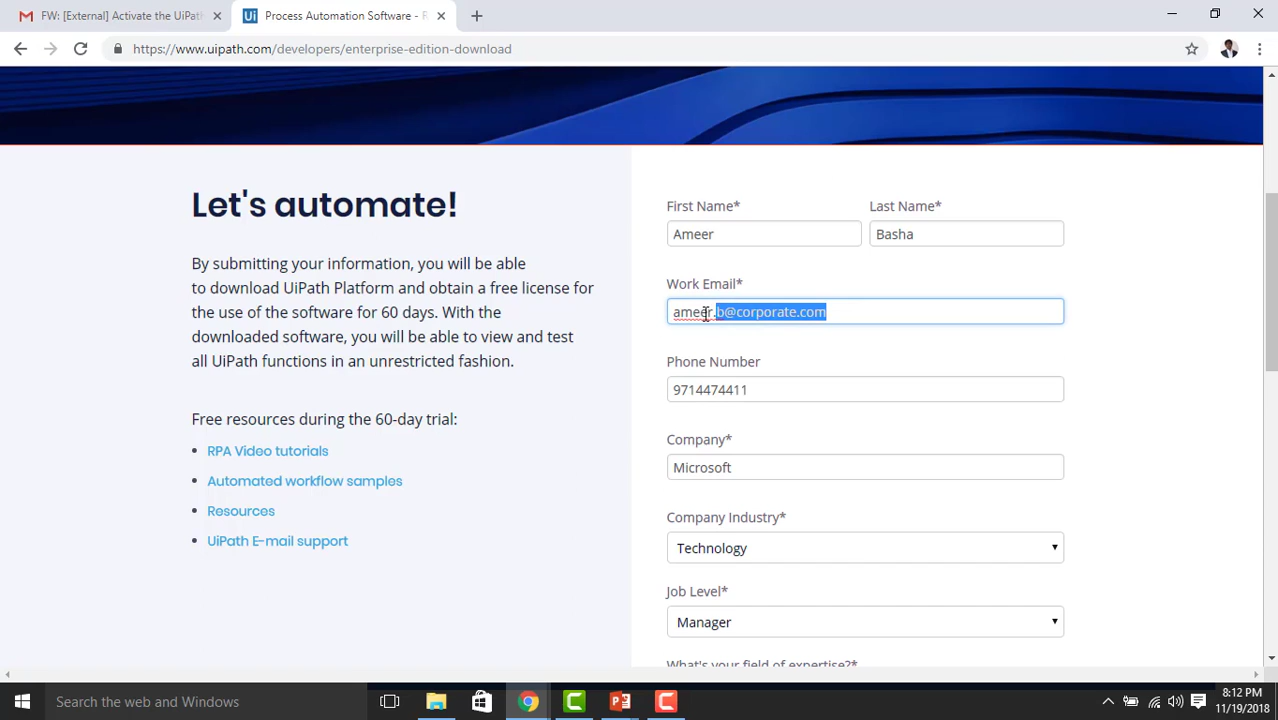 FW: [External] Activate the UiPath
Process Automation Software - R
https://www.uipath.com/developers/enterprise-edition-download
Let's automate!
By submitting your information, you will be able
to download UiPath Platform and obtain a free license for
the use of the software for 60 days. With the
downloaded software, you will be able to view and test
all UiPath functions in an unrestricted fashion.
Free resources during the 60-day trial:
RPA Video tutorials
Automated workflow samples
Resources
UiPath E-mail support
First Name*
Last Name*
Ameer
Basha
Work Email*
ameer.b@corporate.com
Phone Number
9714474411
Company*
Microsoft
Company Industry*
Technology
Job Level*
Manager
What's your field of expertise?*
Search the web and Windows
8:12 PM
11/19/2018